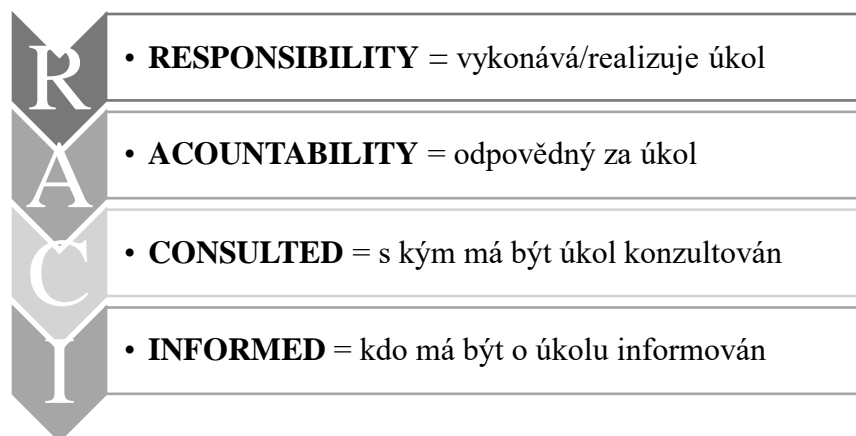 R
• RESPONSIBILITY = vykonává/realizuje úkol
A
• ACOUNTABILITY = odpovědný za úkol
C
• CONSULTED = s kým má být úkol konzultován
I
• INFORMED = kdo má být o úkolu informován